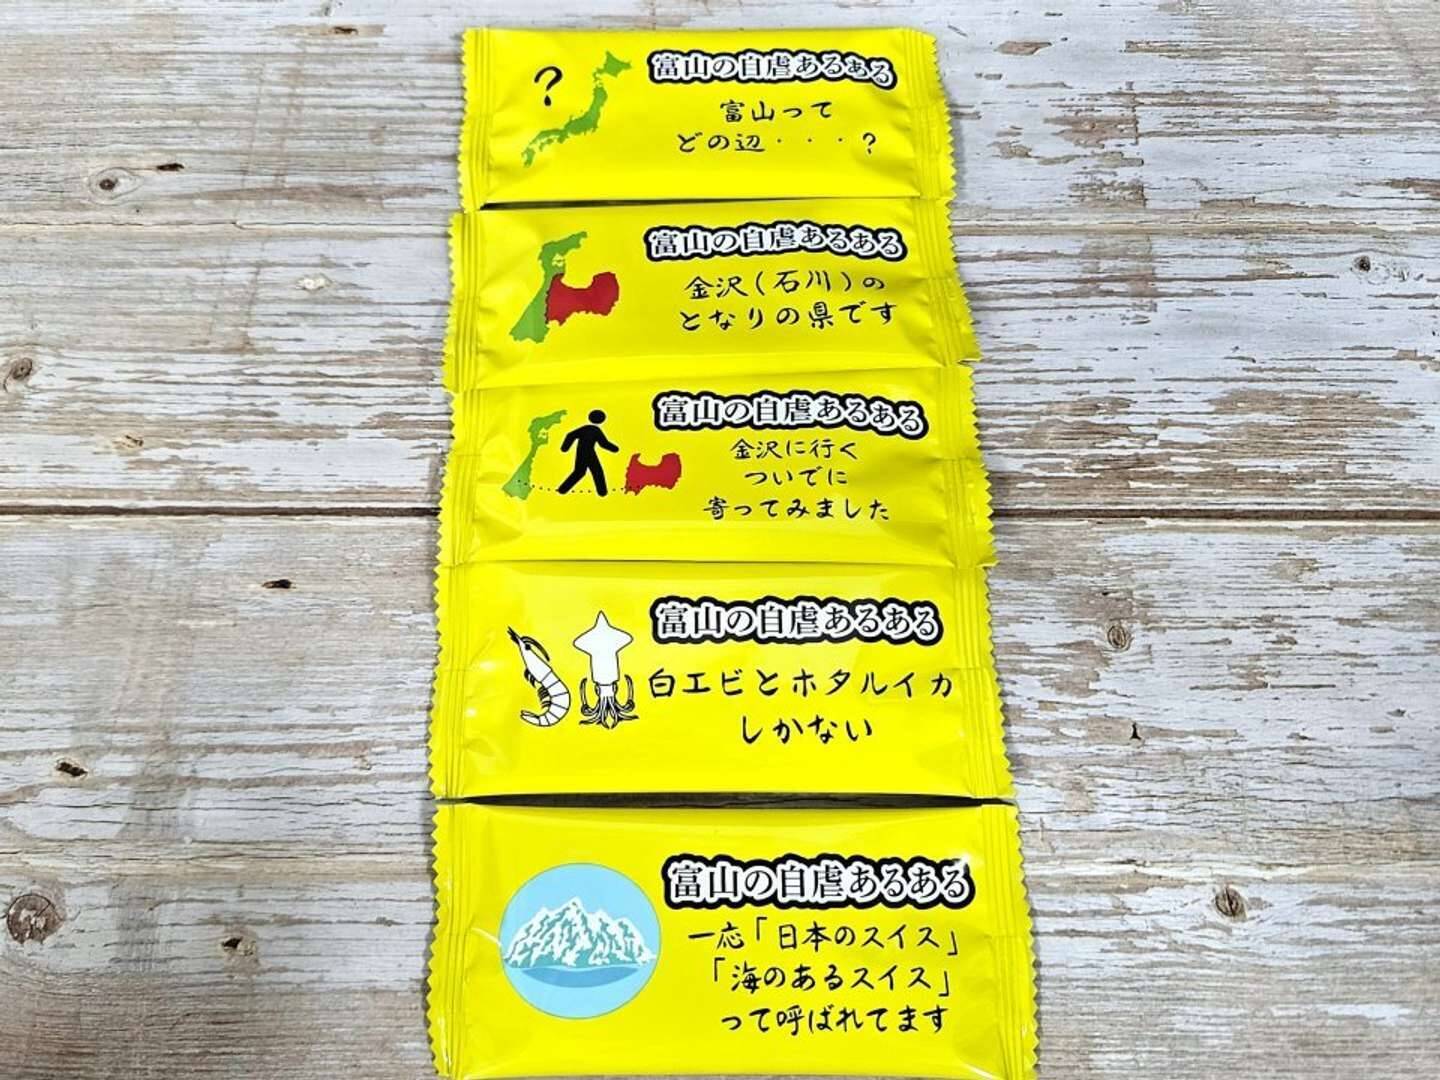 ?
富山の自虐あるある
富山って
どの辺・・・?
富山の自虐あるある
金沢(石川)の
となりの県です
富山の自虐あるある
金沢に行く
ついでに
寄ってみました
富山の自虐あるある
白エビとホタルイカ
しかない
富山の自虐あるある
一応「日本のスイス」
「海のあるスイス」
って呼ばれてます